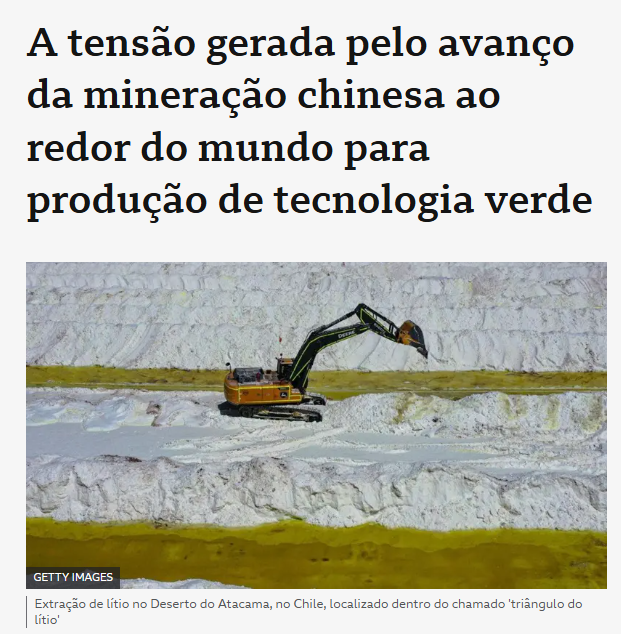 A tensão gerada pelo avanço
da mineração chinesa ao
redor do mundo para
produção de tecnologia verde
DEERE
GETTY IMAGES
Extração de lítio no Deserto do Atacama, no Chile, localizado dentro do chamado 'triângulo do
lítio'